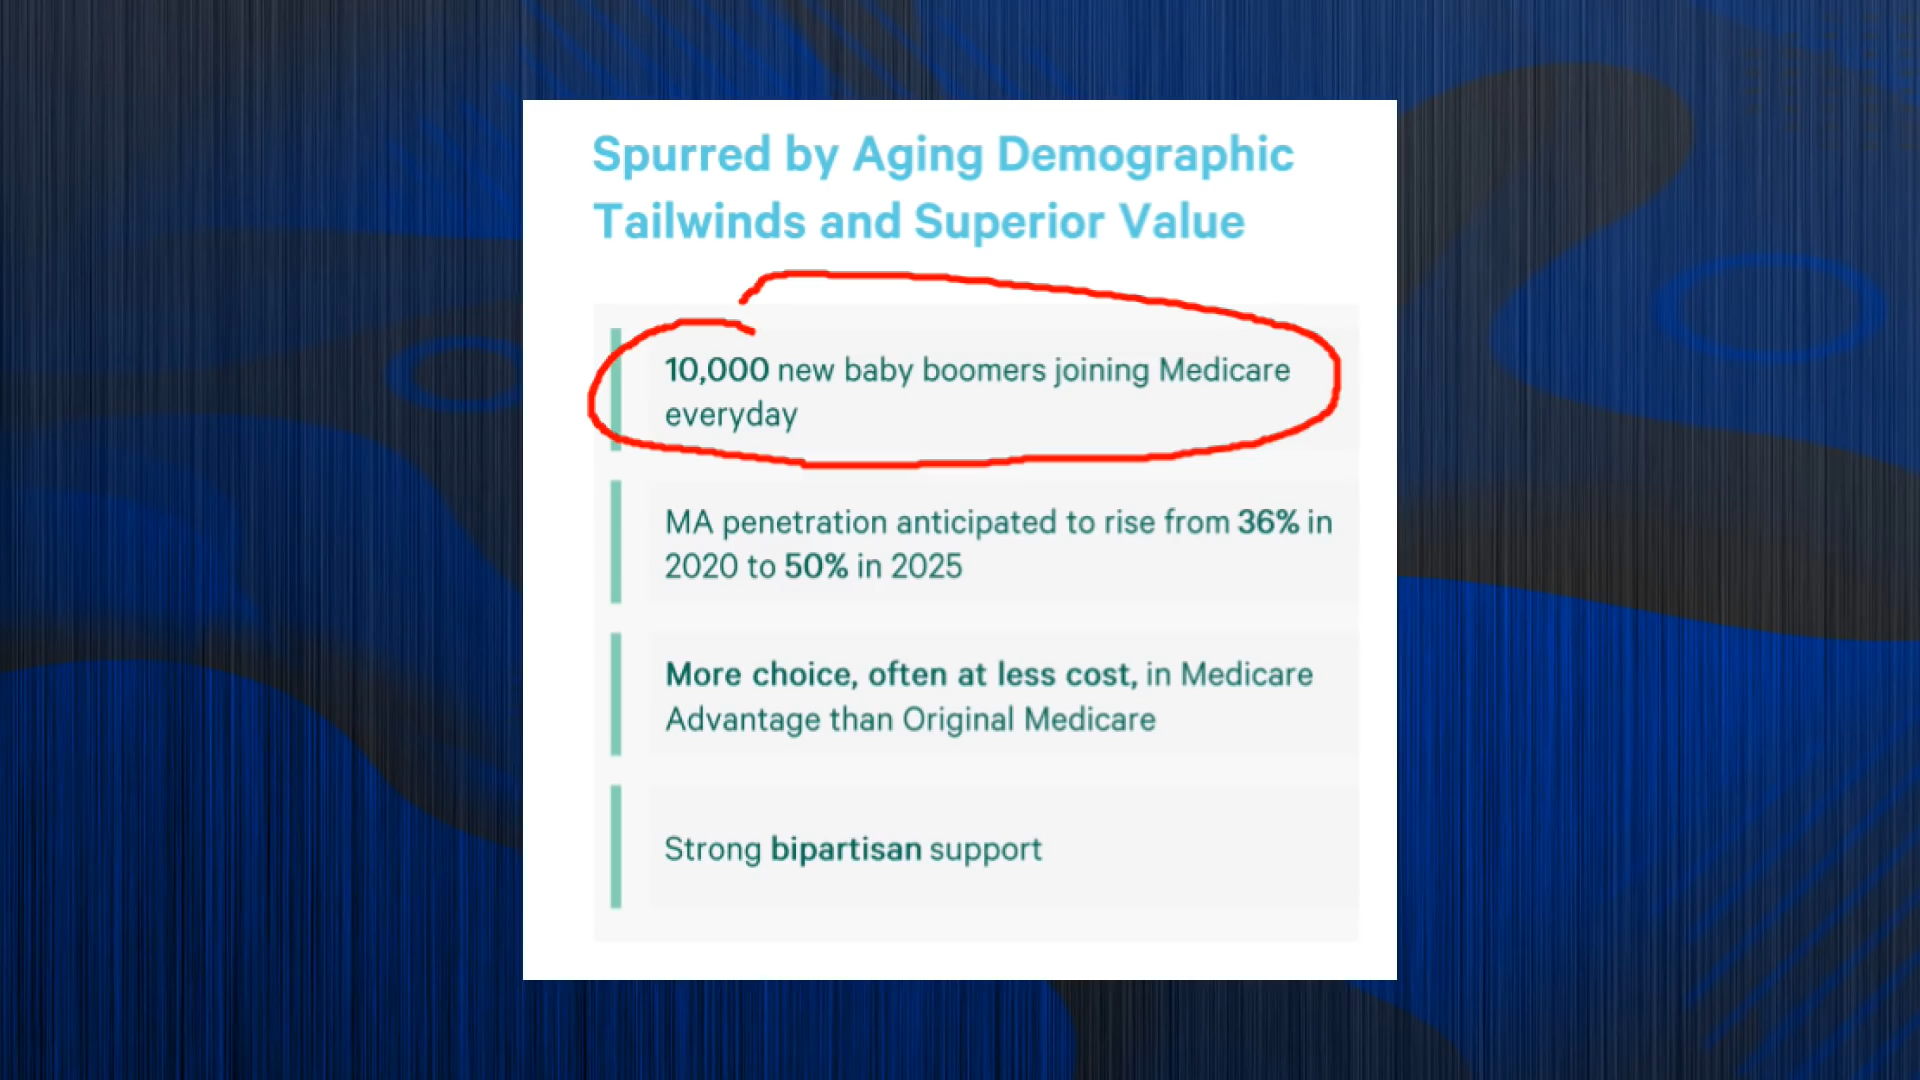 Spurred by Aging Demographic
Tailwinds and Superior Value
10,000 new baby boomers joining Medicare
everyday
MA penetration anticipated to rise from 36% in
2020 to 50% in 2025
More choice, often at less cost, in Medicare
Advantage than Original Medicare
Strong bipartisan support